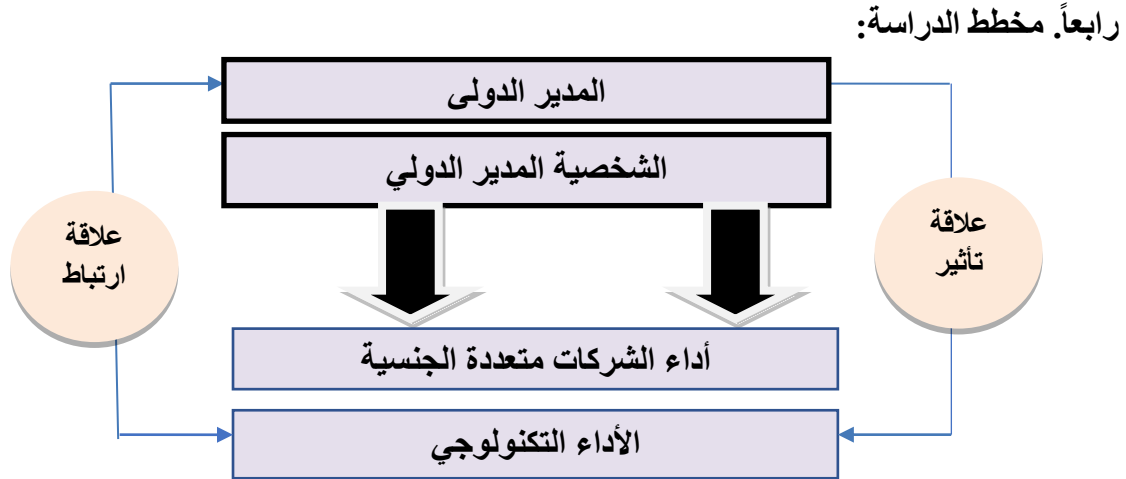 رابعاً. مخطط الدراسة:
المدير الدولى
الشخصية المدير الدولي
علاقة
تأثير
علاقة
ارتباط
أداء الشركات متعددة الجنسية
الأداء التكنولوجي